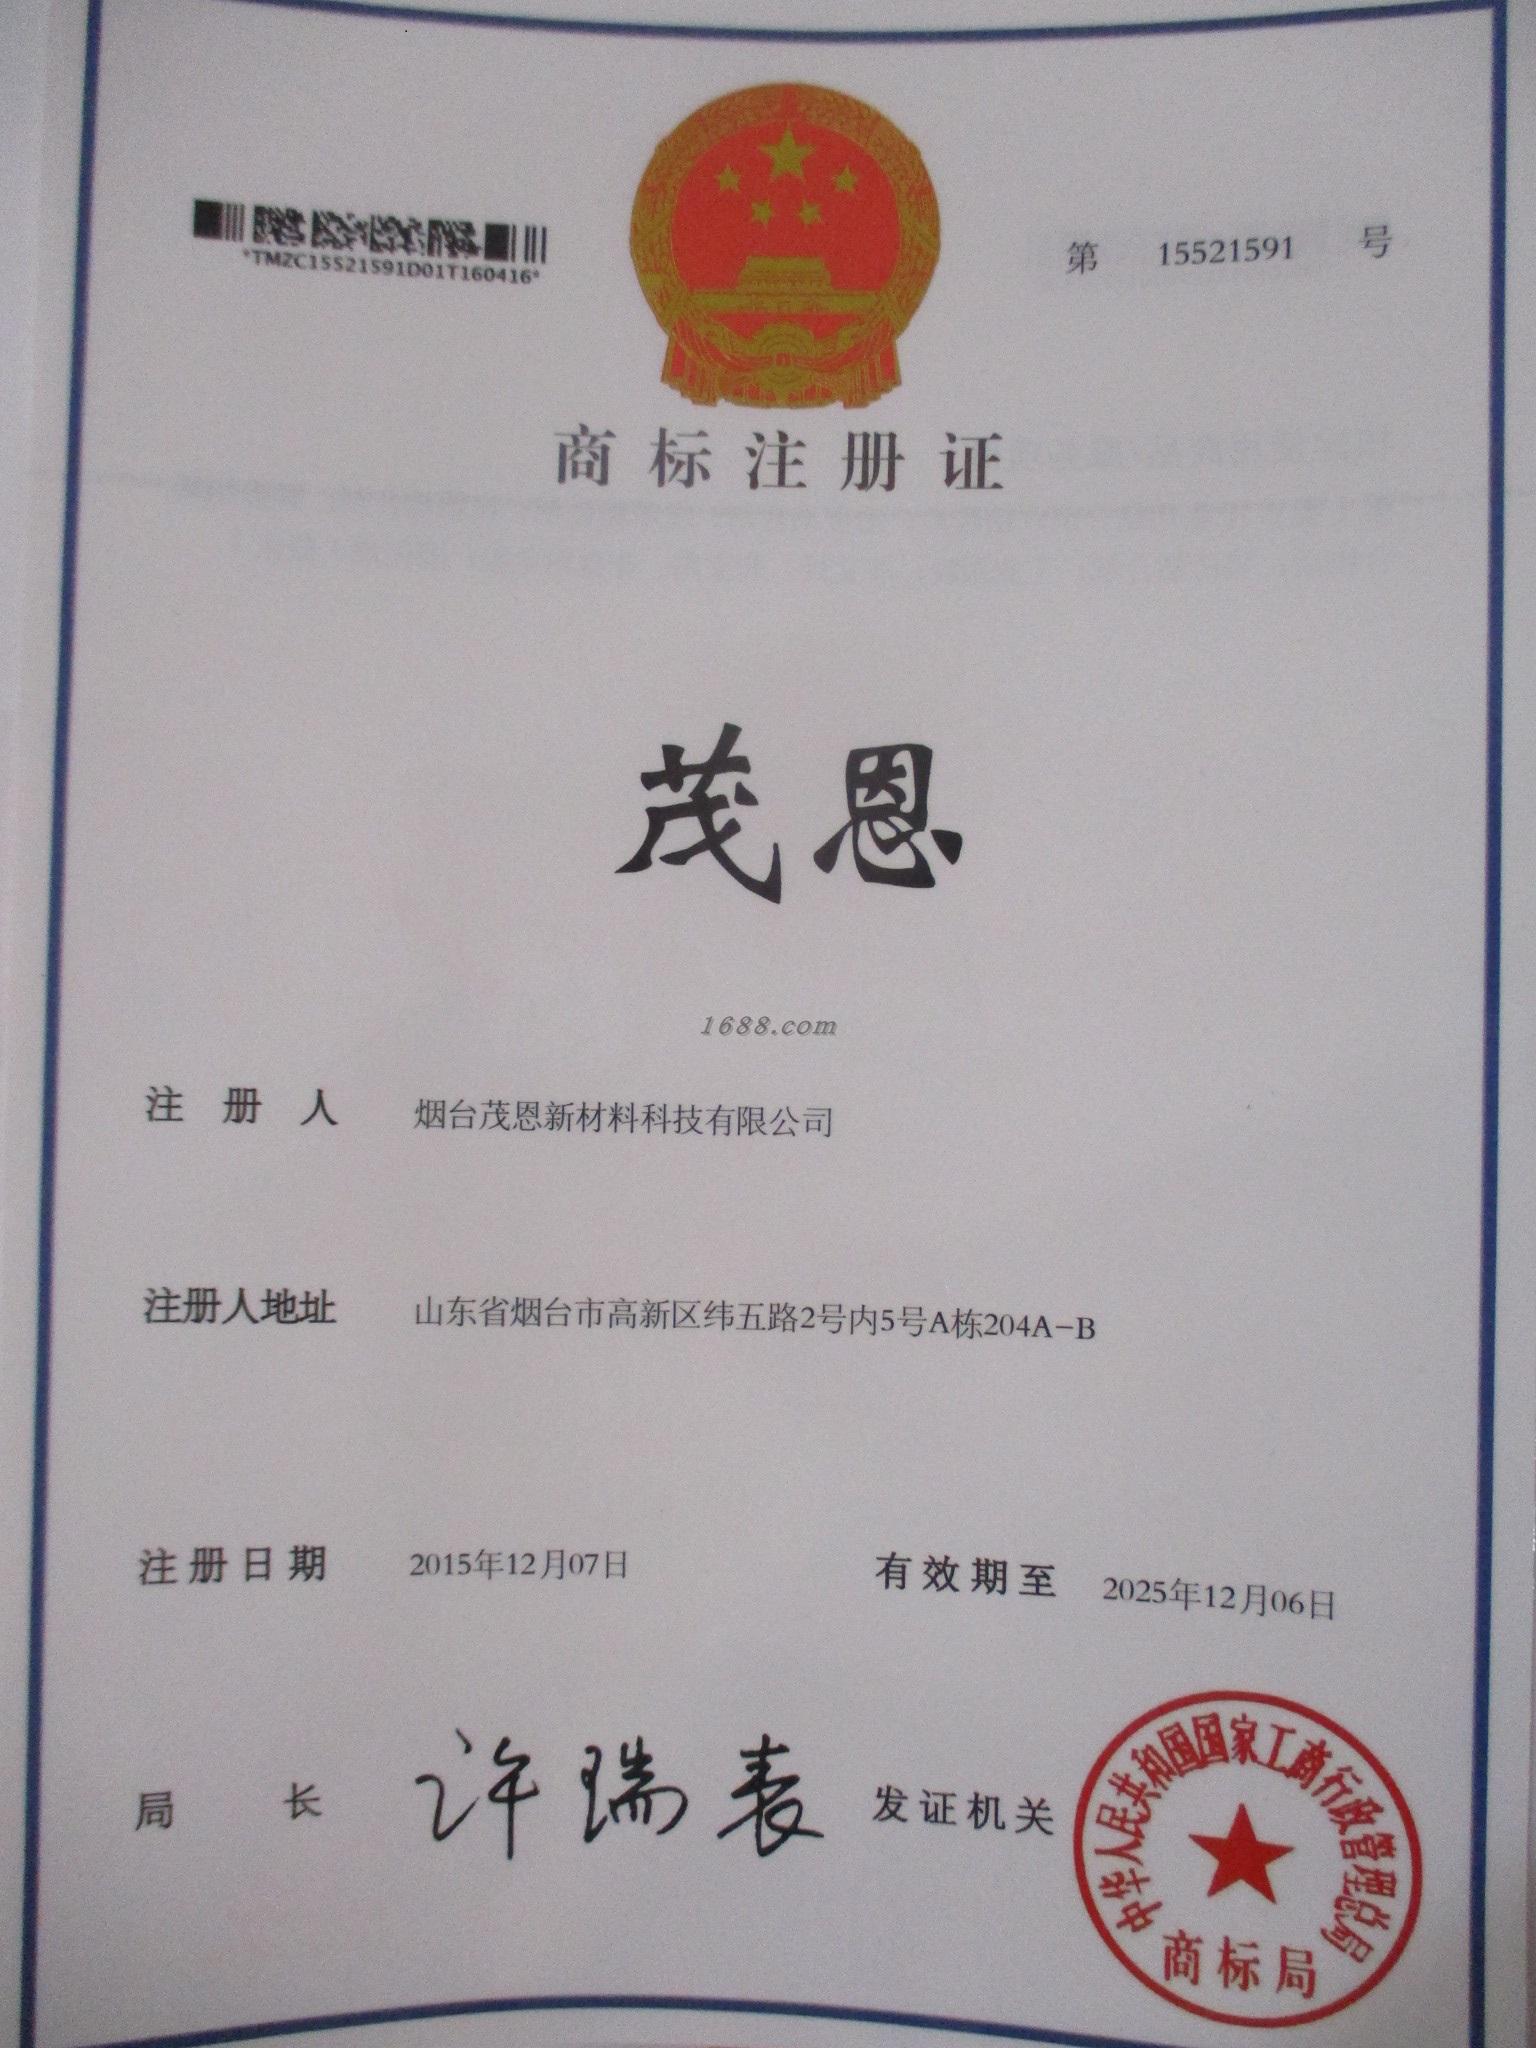 *TMZC15521591D01T160416*
第 15521591 号
商标注册证
茂恩
1688.com
注册人 烟台茂恩新材料科技有限公司
注册人地址 山东省烟台市高新区纬五路2号内5号A栋204A-B
注册日期 2015年12月07日 有效期至 2025年12月06日
局长 许瑞表 发证机关
中华人民共和国国家工商行政管理总局
商标局